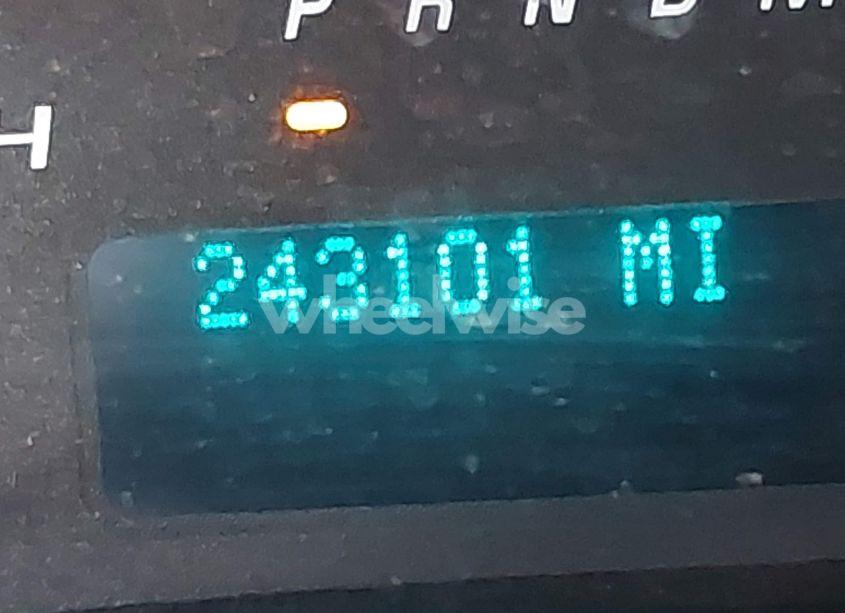 P R N D M
H
243101 MI
wheelwise